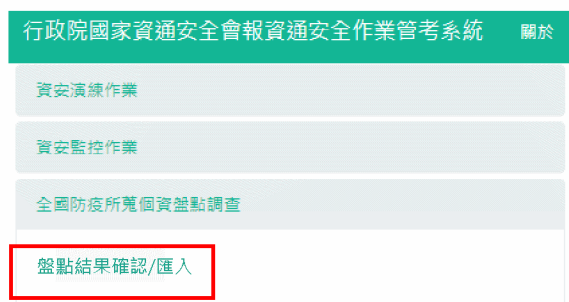 行政院國家資通安全會報資通安全作業管考系統 關於
資安演練作業
資安監控作業
全國防疫所蒐個資盤點調查
盤點結果確認/匯入